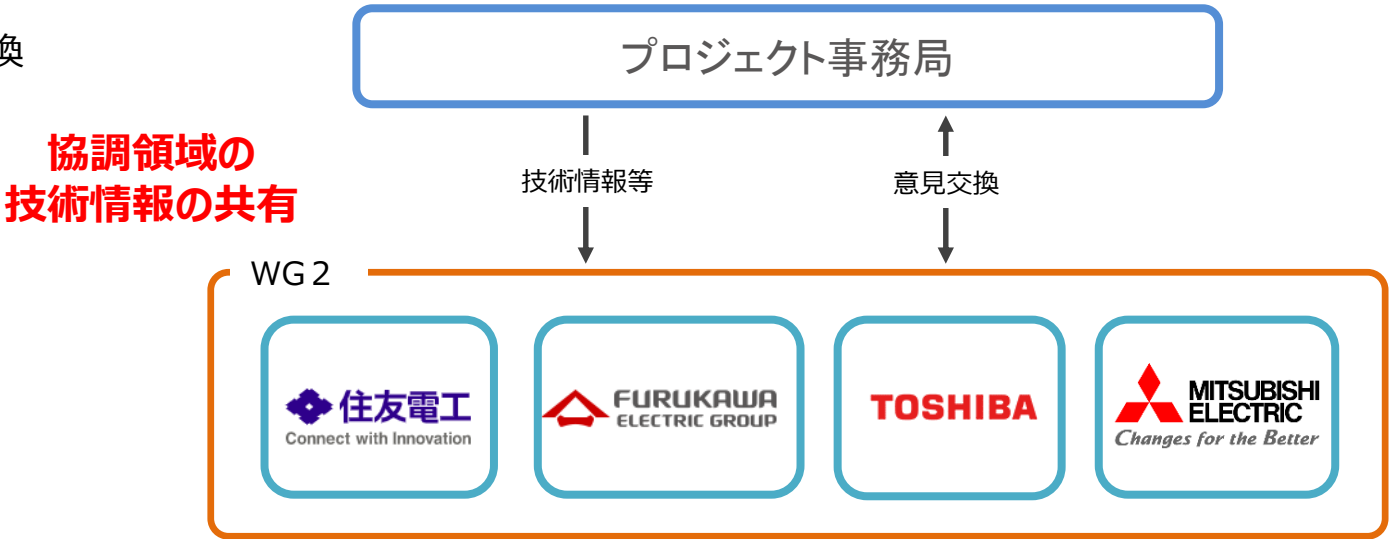 換
プロジェクト事務局
協調領域の
技術情報の共有
技術情報等
意見交換
WG２
住友電工
Connect with Innovation
FURUKAWA
ELECTRIC GROUP
TOSHIBA
MITSUBISHI
ELECTRIC
Changes for the Better